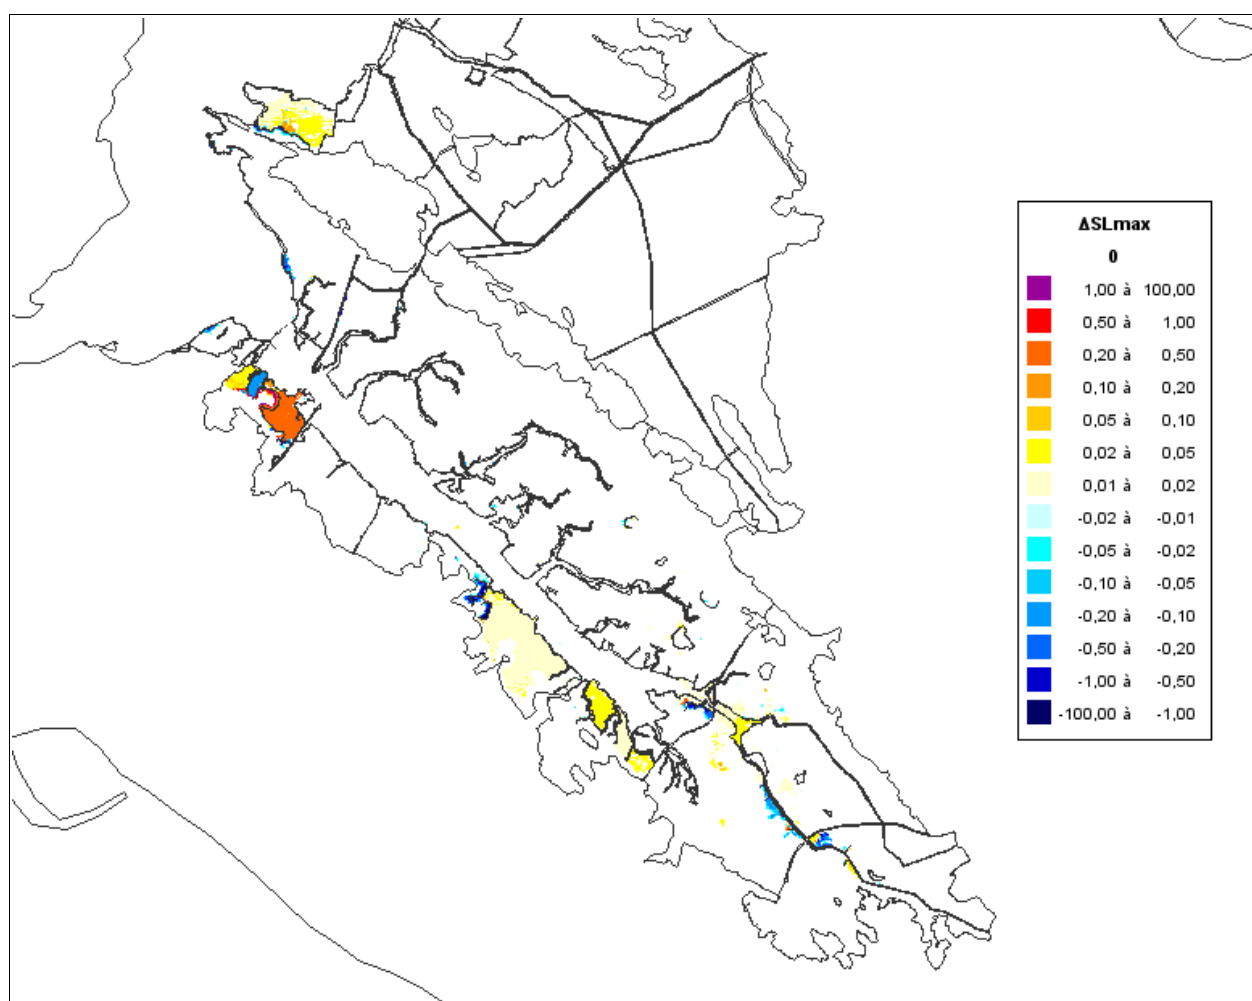 ΔSLmax
0
1,00 à 100,00
0,50 à 1,00
0,20 à 0,50
0,10 à 0,20
0,05 à 0,10
0,02 à 0,05
0,01 à 0,02
-0,02 à -0,01
-0,05 à -0,02
-0,10 à -0,05
-0,20 à -0,10
-0,50 à -0,20
-1,00 à -0,50
-100,00 à -1,00